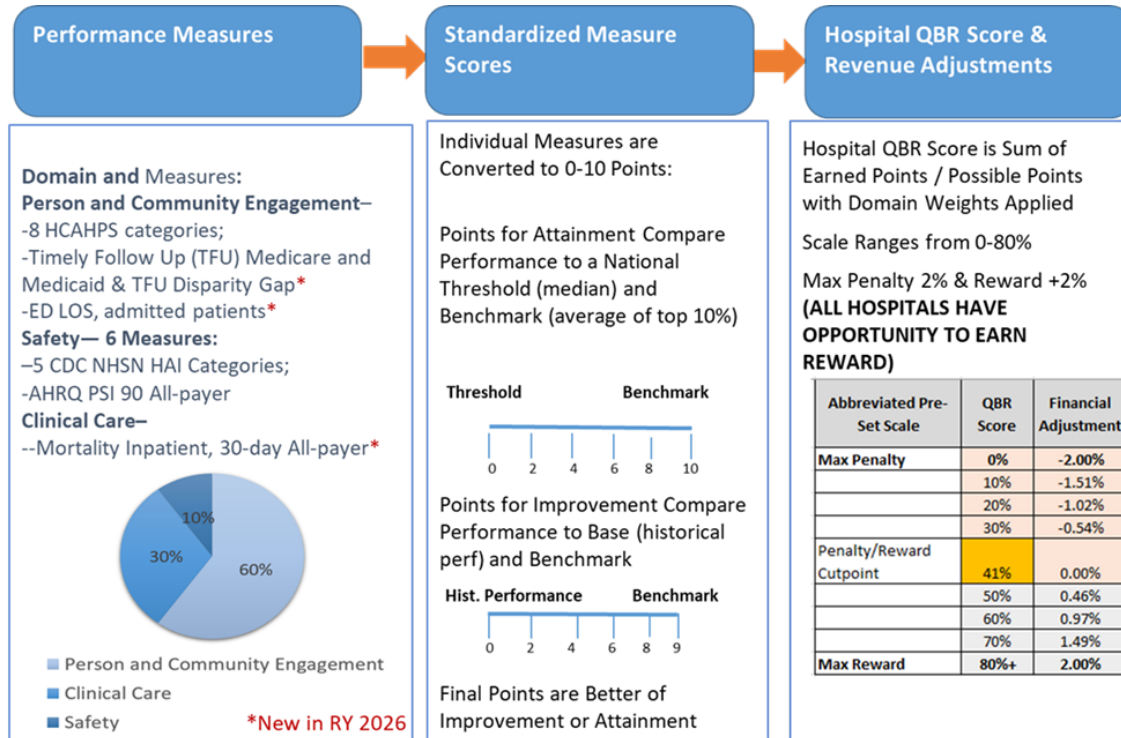 Performance Measures
Standardized Measure
Scores
Hospital QBR Score &
Revenue Adjustments
Domain and Measures:
Person and Community Engagement–
-8 HCAHPS categories;
-Timely Follow Up (TFU) Medicare and
Medicaid & TFU Disparity Gap*
-ED LOS, admitted patients*
Safety— 6 Measures:
–5 CDC NHSN HAI Categories;
-AHRQ PSI 90 All-payer
Clinical Care–
--Mortality Inpatient, 30-day All-payer*
10%
30%
60%
Person and Community Engagement
Clinical Care
Safety
*New in RY 2026
Individual Measures are
Converted to 0-10 Points:
Points for Attainment Compare
Performance to a National
Threshold (median) and
Benchmark (average of top 10%)
Threshold Benchmark
0 2 4 6 8 10
Points for Improvement Compare
Performance to Base (historical
perf) and Benchmark
Hist. Performance Benchmark
0 2 4 6 8 9
Final Points are Better of
Improvement or Attainment
Hospital QBR Score is Sum of
Earned Points / Possible Points
with Domain Weights Applied
Scale Ranges from 0-80%
Max Penalty 2% & Reward +2%
(ALL HOSPITALS HAVE
OPPORTUNITY TO EARN
REWARD)
Abbreviated Pre-
Set Scale
QBR
Score
Financial
Adjustment
Max Penalty 0% -2.00%
10% -1.51%
20% -1.02%
30% -0.54%
Penalty/Reward
Cutpoint 41% 0.00%
50% 0.46%
60% 0.97%
70% 1.49%
Max Reward 80%+ 2.00%